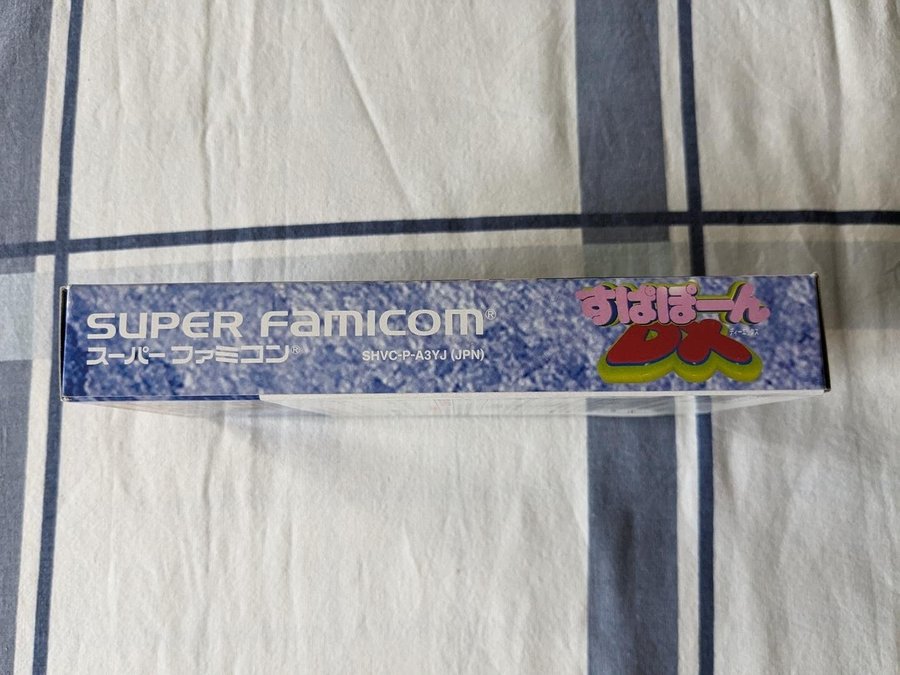 SUPER FAMICOM®
スーパーファミコン®
SHVC-P-A3YJ (JPN)
すぱぽーん
ディーエックス
DX